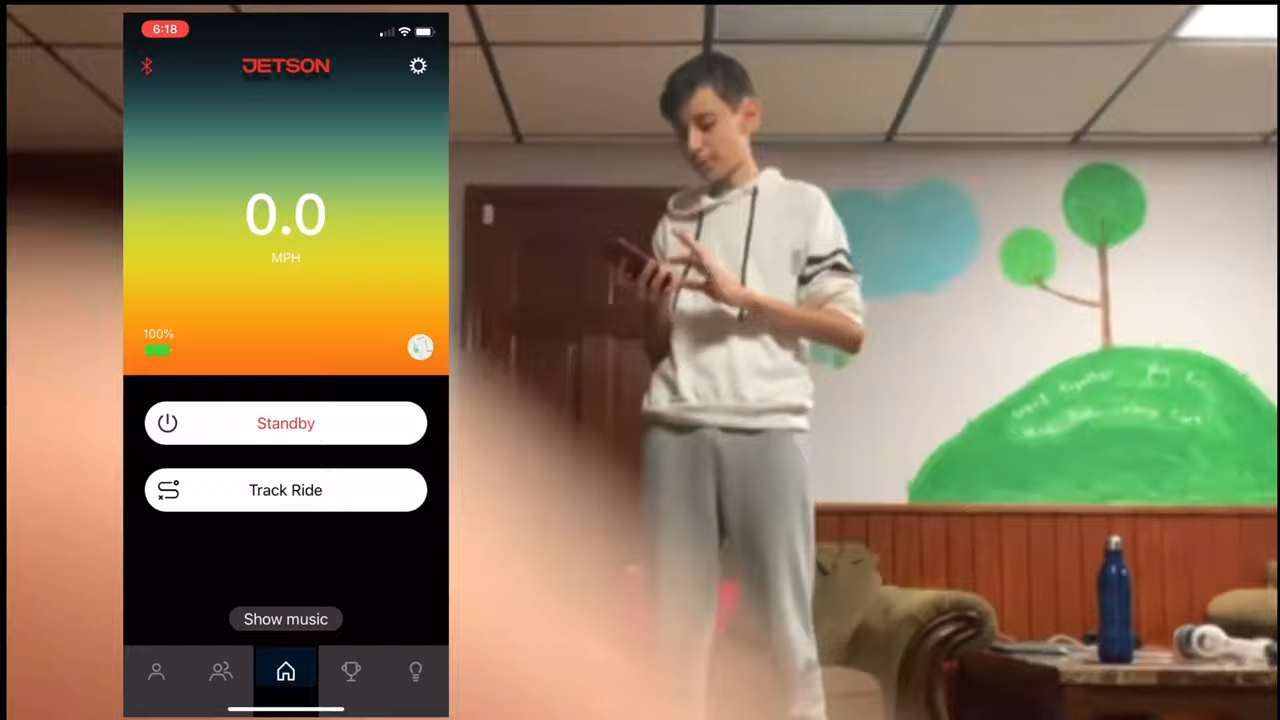 6:18
JETSON
0.0
MPH
100%
Standby
Track Ride
Show music